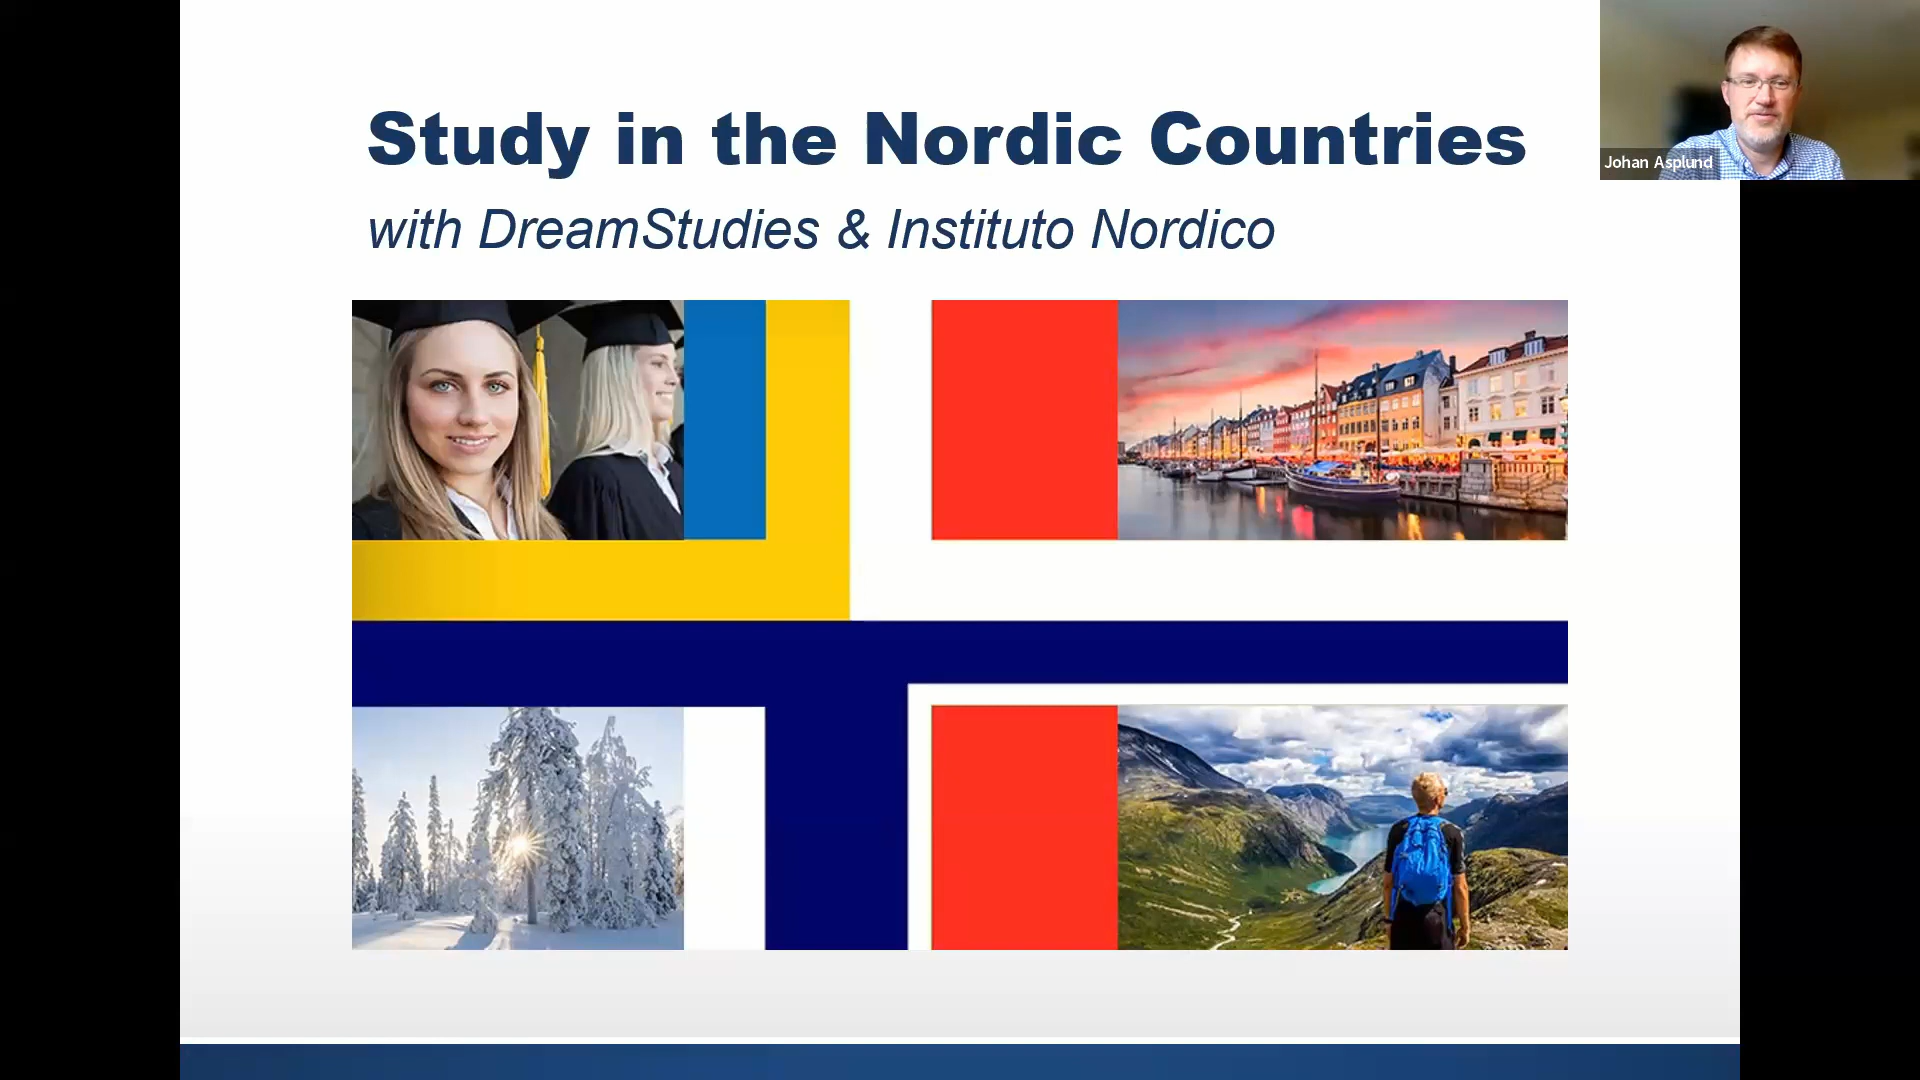 Study in the Nordic Countries
with DreamStudies & Instituto Nordico
Johan Asplund